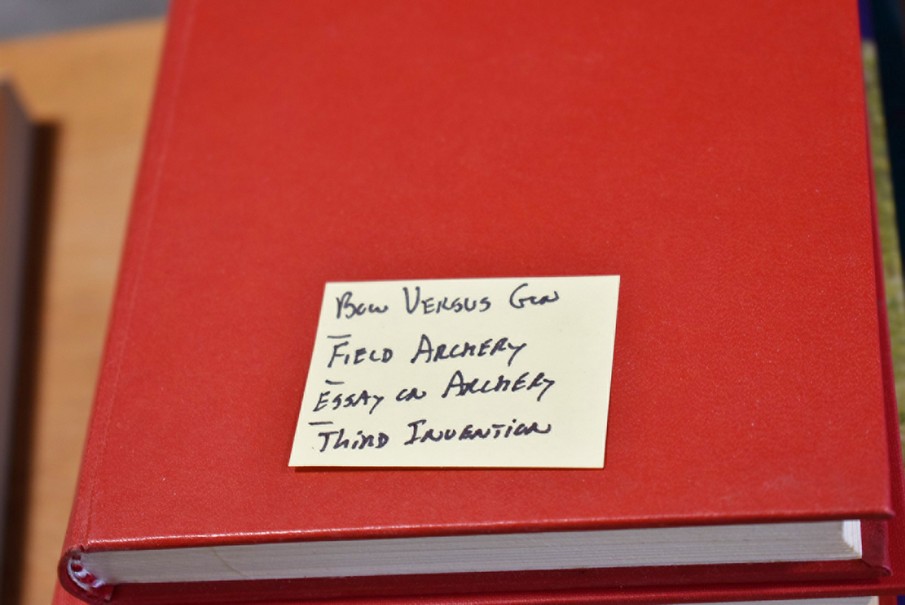 Bow Versus Gun
Field Archery
Essay on Archery
Third Invention